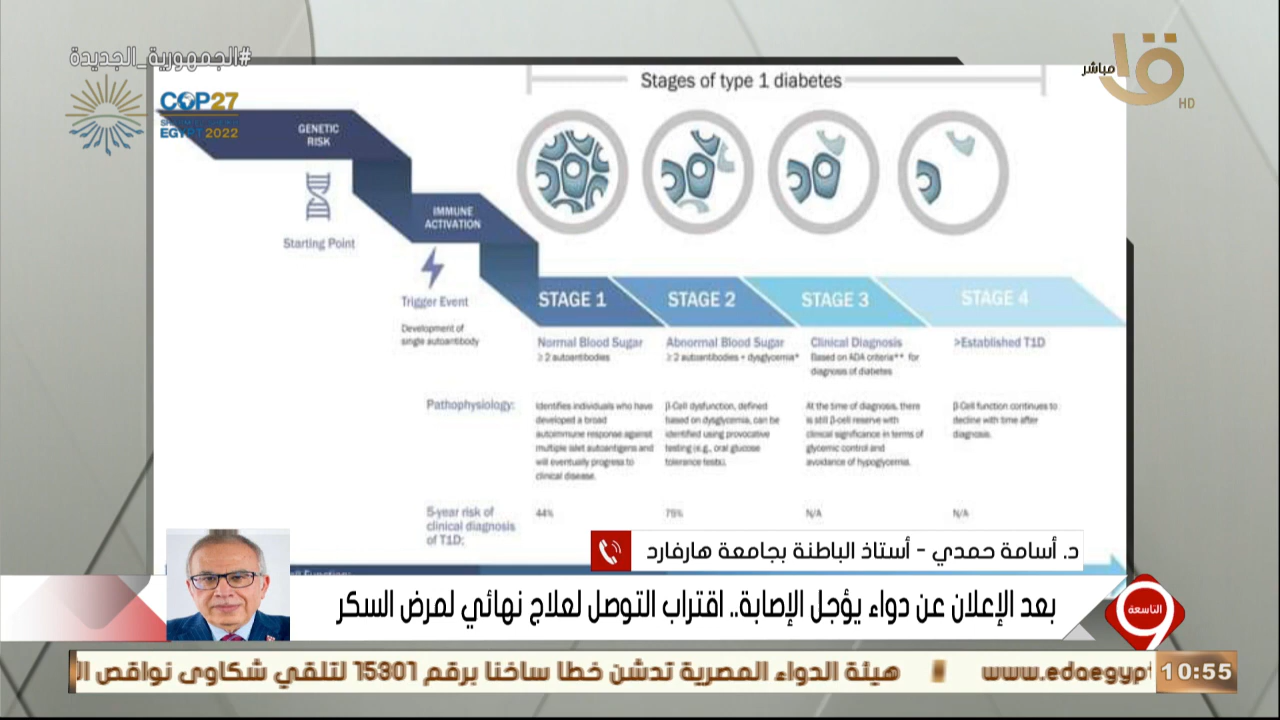 #الجمهورية_الجديدة
مباشر
HD
COP27
EGYPT 2022
Stages of type 1 diabetes
GENETIC
RISK
Starting Point
IMMUNE
ACTIVATION
Trigger Event
Development of
single autoantibody
STAGE 1
STAGE 2
STAGE 3
STAGE 4
Normal Blood Sugar
≥ 2 autoantibodies
Abnormal Blood Sugar
≥ 2 autoantibodies + dysglycemia*
Clinical Diagnosis
Based on ADA criteria** for
diagnosis of diabetes
>Established T1D
Pathophysiology:
Identifies individuals who have
developed a broad
autoimmune response against
multiple islet autoantigens and
will eventually progress to
clinical disease.
β-Cell dysfunction, defined
based on dysglycemia, can be
identified using provocative
testing (e.g., oral glucose
tolerance tests).
At the time of diagnosis, there
is still β-cell reserve with
clinical significance in terms of
glycemic control and
avoidance of hypoglycemia.
β-Cell function continues to
decline with time after
diagnosis.
5-year risk of
clinical diagnosis
of T1D:
44%
75%
N/A
N/A
د. أسامة حمدي - أستاذ الباطنة بجامعة هارفارد
بعد الإعلان عن دواء يؤجل الإصابة.. اقتراب التوصل لعلاج نهائي لمرض السكر
التاسعة
هيئة الدواء المصرية تدشن خطا ساخنا برقم 15301 لتلقي شكاوى نواقص
www.edaegyp
10:55